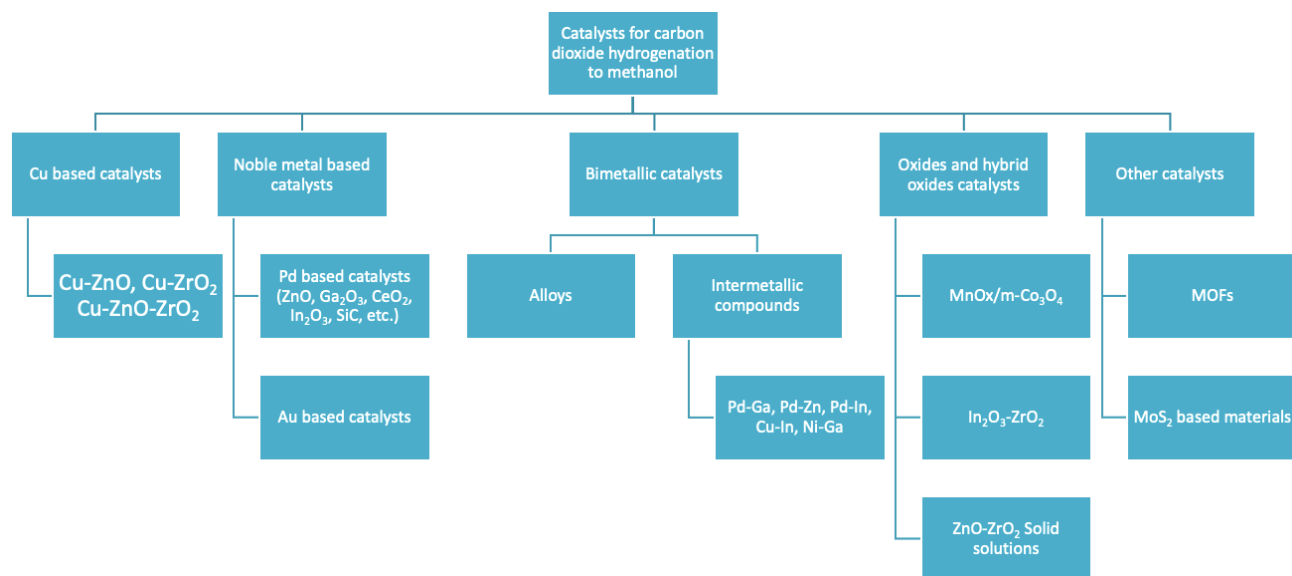 Catalysts for carbon
dioxide hydrogenation
to methanol
Cu based catalysts
Noble metal based
catalysts
Bimetallic catalysts
Oxides and hybrid
oxides catalysts
Other catalysts
Cu-ZnO, Cu-ZrO₂
Cu-ZnO-ZrO₂
Pd based catalysts
(ZnO, Ga₂O₃, CeO₂,
In₂O₃, SiC, etc.)
Alloys
Intermetallic
compounds
MnOx/m-Co₃O₄
MOFs
Au based catalysts
Pd-Ga, Pd-Zn, Pd-In,
Cu-In, Ni-Ga
In₂O₃-ZrO₂
MoS₂ based materials
ZnO-ZrO₂ Solid
solutions